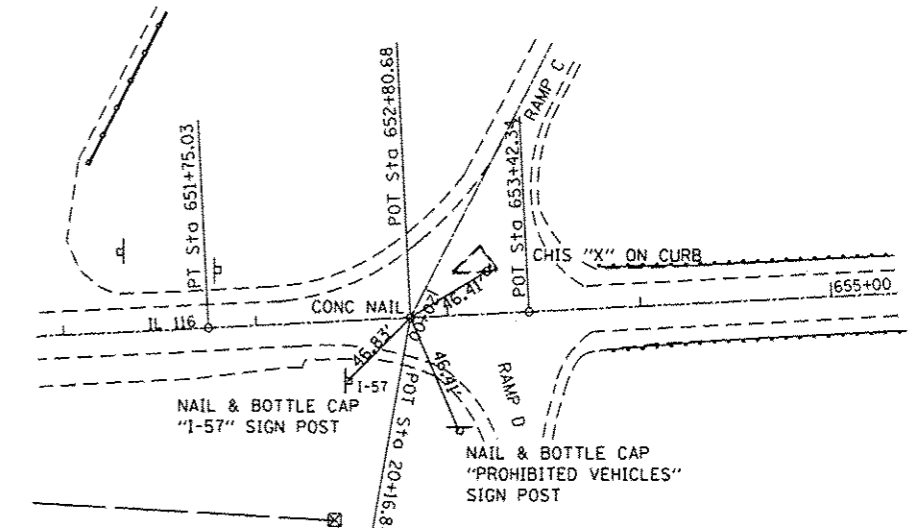 POT Sta 652+80.68
RAMP C
PT Sta 651+75.03
POT Sta 653+42.34
CHIS "X" ON CURB
655+00
CONC NAIL
46.41'
20+00
IL 116
46.83'
46.41
I-57
NAIL & BOTTLE CAP
"I-57" SIGN POST
POT Sta 20+16.8
RAMP D
NAIL & BOTTLE CAP
"PROHIBITED VEHICLES"
SIGN POST